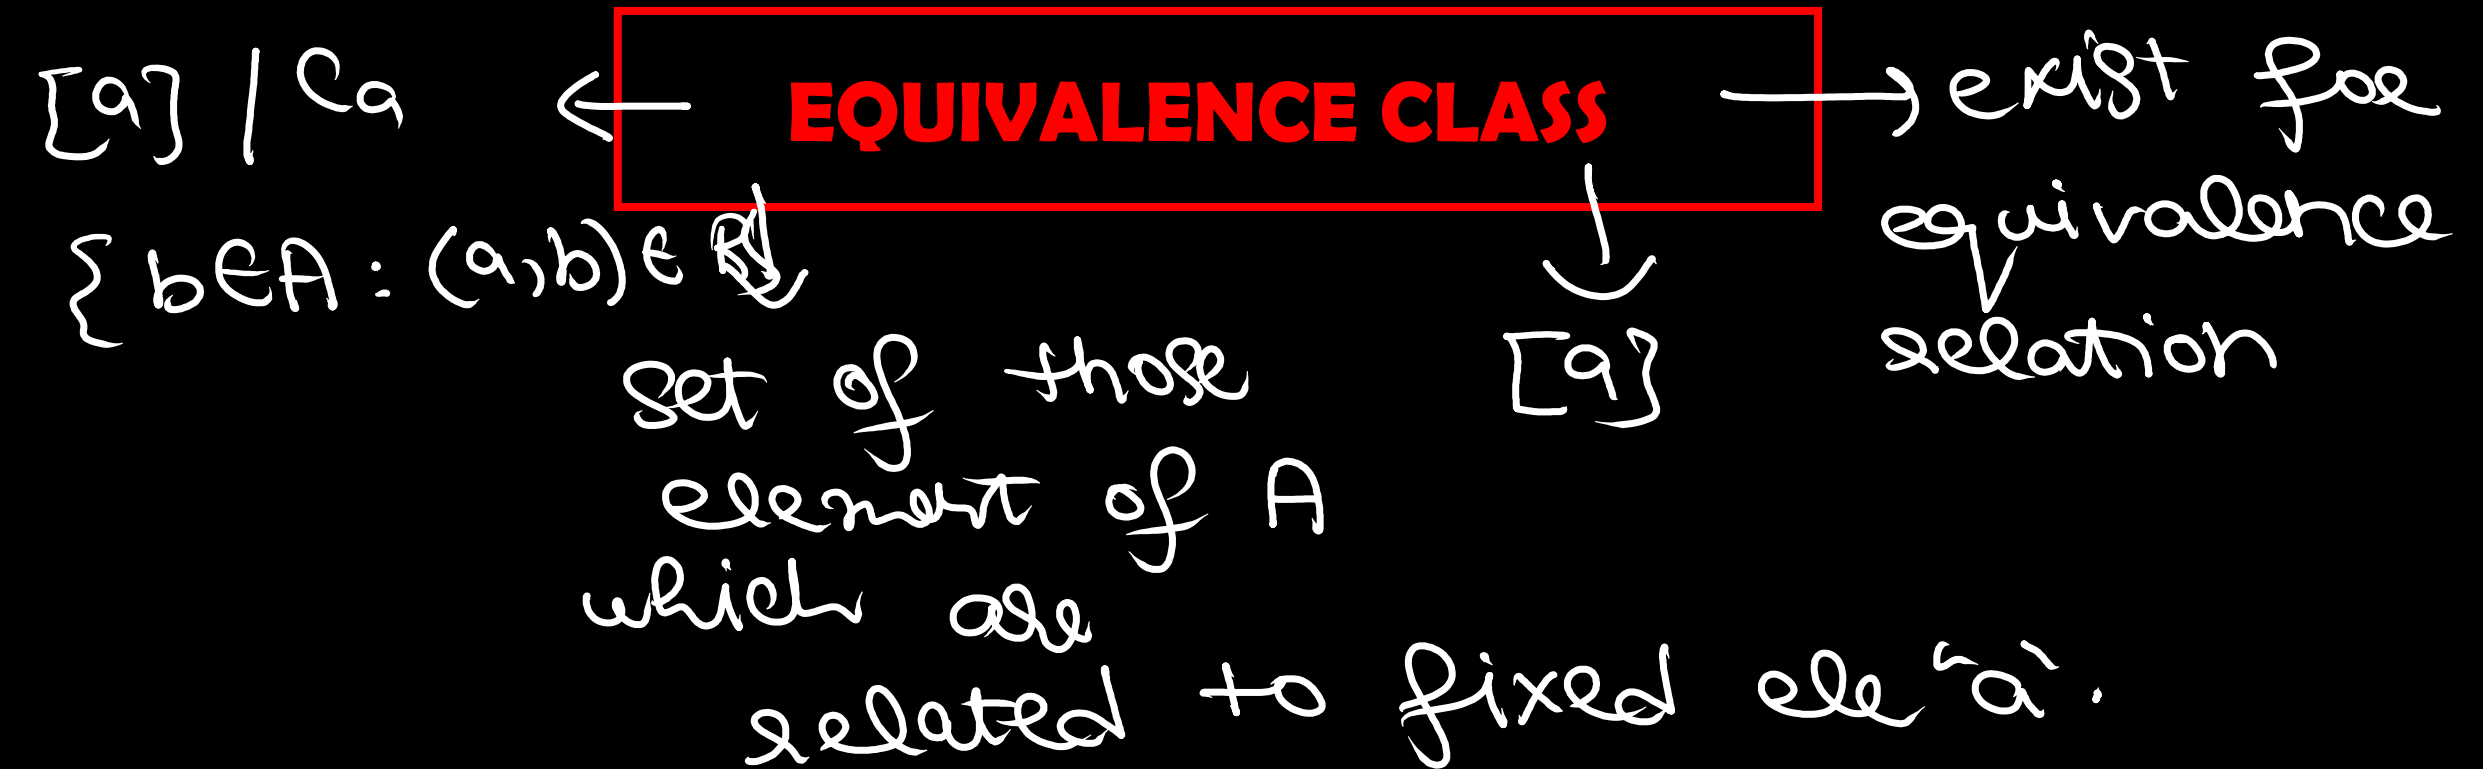 [a] / Ca ← EQUIVALENCE CLASS → exist for
equivalence
relation
{ b∈A : (a,b)∈ R
[a]
set of those
element of A
which are
related to fixed ele "a".